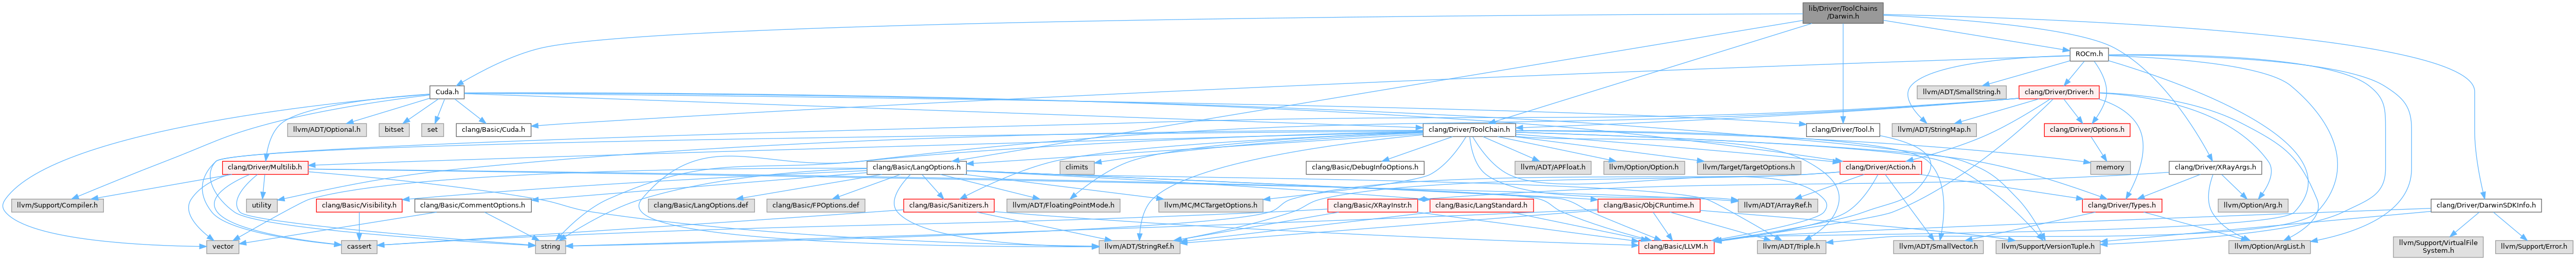 lib/Driver/ToolChains
/Darwin.h
ROCm.h
Cuda.h
llvm/ADT/SmallString.h
clang/Driver/Driver.h
llvm/ADT/Optional.h
bitset
set
clang/Basic/Cuda.h
clang/Driver/ToolChain.h
clang/Driver/Tool.h
llvm/ADT/StringMap.h
clang/Driver/Options.h
clang/Driver/Multilib.h
clang/Basic/LangOptions.h
climits
clang/Basic/DebugInfoOptions.h
llvm/ADT/APFloat.h
llvm/Option/Option.h
llvm/Target/TargetOptions.h
clang/Driver/Action.h
memory
clang/Driver/XRayArgs.h
llvm/Support/Compiler.h
utility
clang/Basic/Visibility.h
clang/Basic/CommentOptions.h
clang/Basic/LangOptions.def
clang/Basic/FPOptions.def
clang/Basic/Sanitizers.h
llvm/ADT/FloatingPointMode.h
llvm/MC/MCTargetOptions.h
clang/Basic/XRayInstr.h
clang/Basic/LangStandard.h
clang/Basic/ObjCRuntime.h
llvm/ADT/ArrayRef.h
clang/Driver/Types.h
llvm/Option/Arg.h
clang/Driver/DarwinSDKInfo.h
vector
cassert
string
llvm/ADT/StringRef.h
clang/Basic/LLVM.h
llvm/ADT/Triple.h
llvm/ADT/SmallVector.h
llvm/Support/VersionTuple.h
llvm/Option/ArgList.h
llvm/Support/VirtualFile
System.h
llvm/Support/Error.h